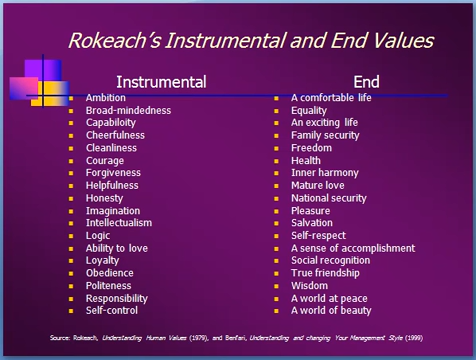 Rokeach's Instrumental and End Values
Instrumental
Ambition
Broad-mindedness
Capabiloity
Cheerfulness
Cleanliness
Courage
Forgiveness
Helpfulness
Honesty
Imagination
Intellectualism
Logic
Ability to love
Loyalty
Obedience
Politeness
Responsibility
Self-control
End
A comfortable life
Equality
An exciting life
Family security
Freedom
Health
Inner harmony
Mature love
National security
Pleasure
Salvation
Self-respect
A sense of accomplishment
Social recognition
True friendship
Wisdom
A world at peace
A world of beauty
Source: Rokeach, Understanding Human Values (1979), and Benfari, Understanding and changing Your Management Style (1999)